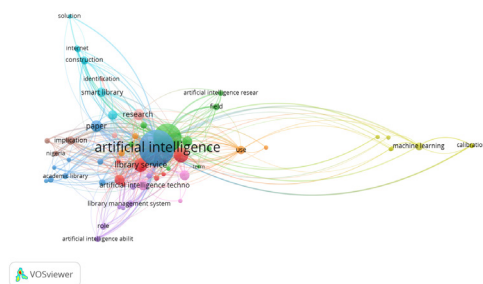 solution
internet
construction
identification
smart library
artificial intelligence resear
field
research
paper
implication
artificial intelligence
use
machine learning
calibratio
nigeria
library service
academic library
artificial intelligence techno
library management system
role
artificial intelligence abilit
VOSviewer